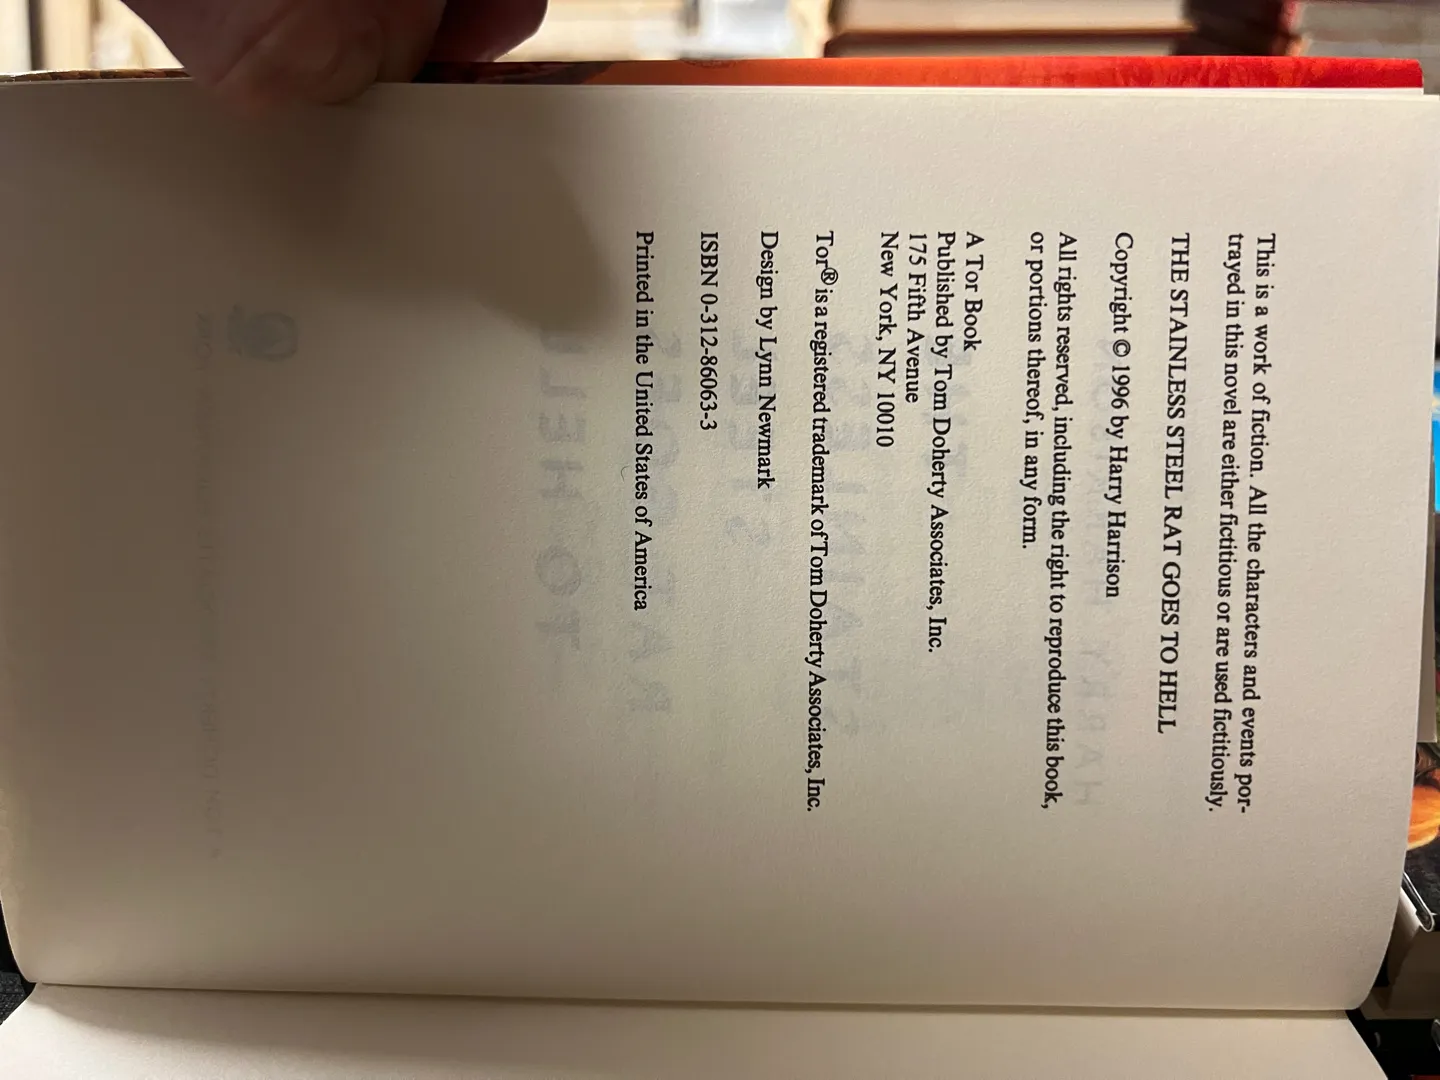 This is a work of fiction. All the characters and events por-
trayed in this novel are either fictitious or are used fictitiously.
THE STAINLESS STEEL RAT GOES TO HELL
Copyright © 1996 by Harry Harrison
All rights reserved, including the right to reproduce this book,
or portions thereof, in any form.
A Tor Book
Published by Tom Doherty Associates, Inc.
175 Fifth Avenue
New York, NY 10010
Tor® is a registered trademark of Tom Doherty Associates, Inc.
Design by Lynn Newmark
ISBN 0-312-86063-3
Printed in the United States of America